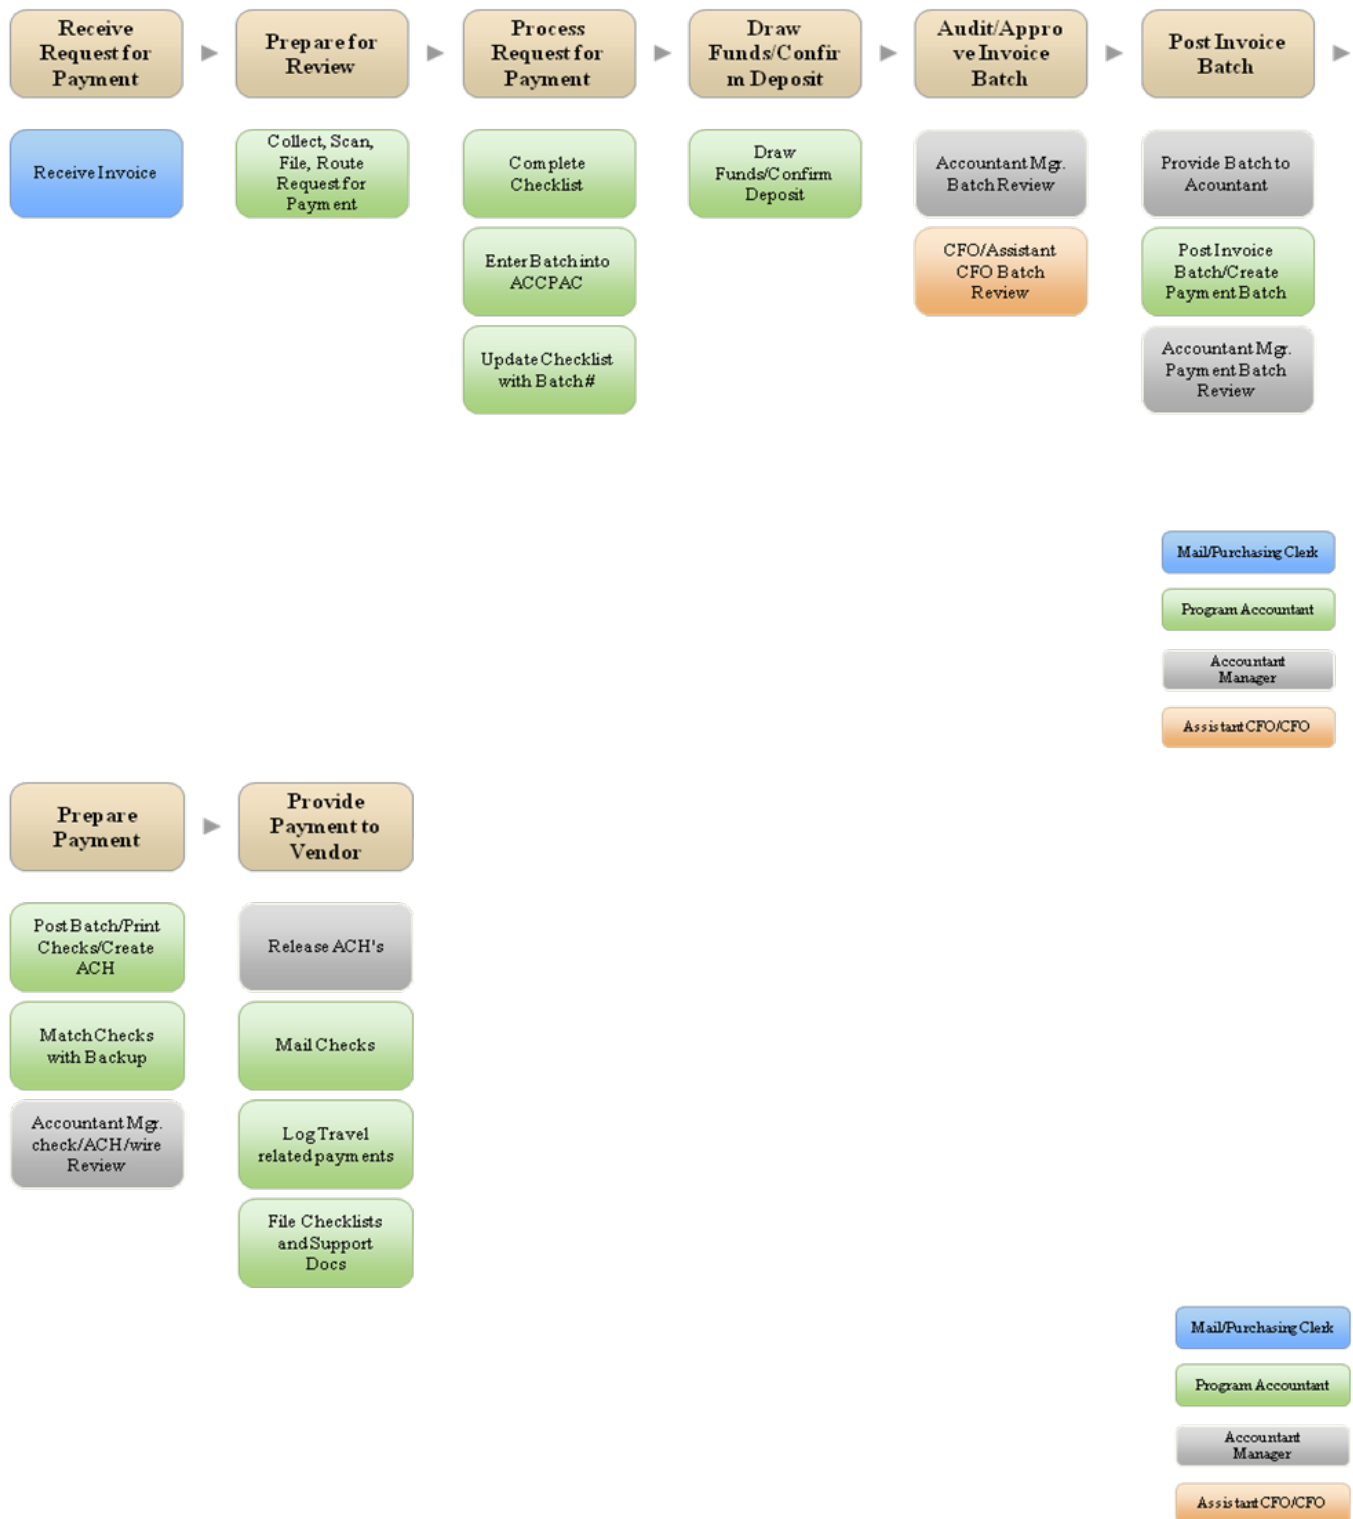 Receive
Request for
Payment
Prepare for
Review
Process
Request for
Payment
Draw
Funds/Confir
m Deposit
Audit/Appro
ve Invoice
Batch
Post Invoice
Batch
Receive Invoice
Collect, Scan,
File, Route
Request for
Payment
Complete
Checklist
Enter Batch into
ACCPAC
Update Checklist
with Batch #
Draw
Funds/Confirm
Deposit
Accountant Mgr.
Batch Review
CFO/Assistant
CFO Batch
Review
Provide Batch to
Acountant
Post Invoice
Batch/Create
Payment Batch
Accountant Mgr.
Payment Batch
Review
Mail/Purchasing Clerk
Program Accountant
Accountant
Manager
Assistant CFO/CFO
Prepare
Payment
Provide
Payment to
Vendor
Post Batch/Print
Checks/Create
ACH
Match Checks
with Backup
Accountant Mgr.
check/ACH/wire
Review
Release ACH's
Mail Checks
Log Travel
related payments
File Checklists
and Support
Docs
Mail/Purchasing Clerk
Program Accountant
Accountant
Manager
Assistant CFO/CFO